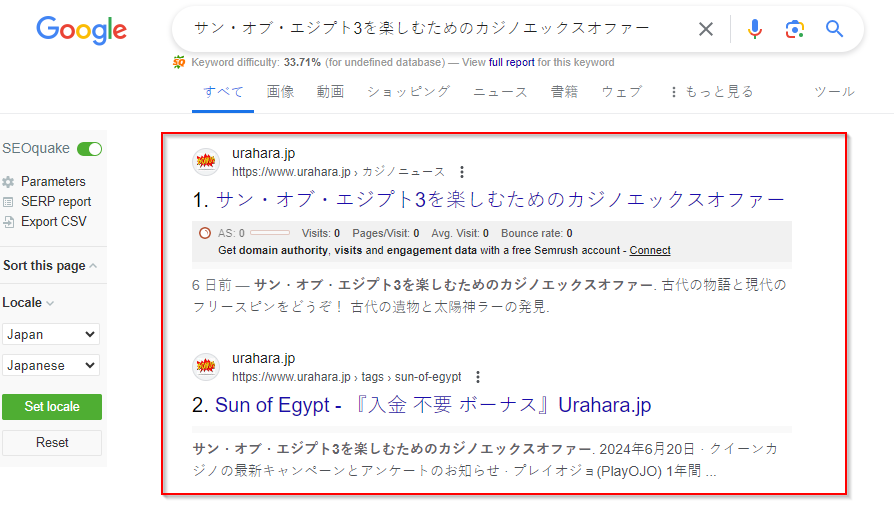 Google
サン・オブ・エジプト3を楽しむためのカジノエックスオファー
Keyword difficulty: 33.71% (for undefined database) — View full report for this keyword
すべて 画像 動画 ショッピング ニュース 書籍 ウェブ もっと見る ツール
SEOquake
Parameters
SERP report
Export CSV
Sort this page
Locale
Japan
Japanese
Set locale
Reset
urahara.jp
https://www.urahara.jp › カジノニュース
1. サン・オブ・エジプト3を楽しむためのカジノエックスオファー
AS: 0 Visits: 0 Pages/Visit: 0 Avg. Visit: 0 Bounce rate: 0
Get domain authority, visits and engagement data with a free Semrush account - Connect
6 日前 — サン・オブ・エジプト3を楽しむためのカジノエックスオファー. 古代の物語と現代の
フリースピンをどうぞ！ 古代の遺物と太陽神ラーの発見.
urahara.jp
https://www.urahara.jp › tags › sun-of-egypt
2. Sun of Egypt - 『入金 不要 ボーナス』Urahara.jp
サン・オブ・エジプト3を楽しむためのカジノエックスオファー. 2024年6月20日 · クイーンカ
ジノの最新キャンペーンとアンケートのお知らせ · プレイオジョ(PlayOJO) 1年間 ...